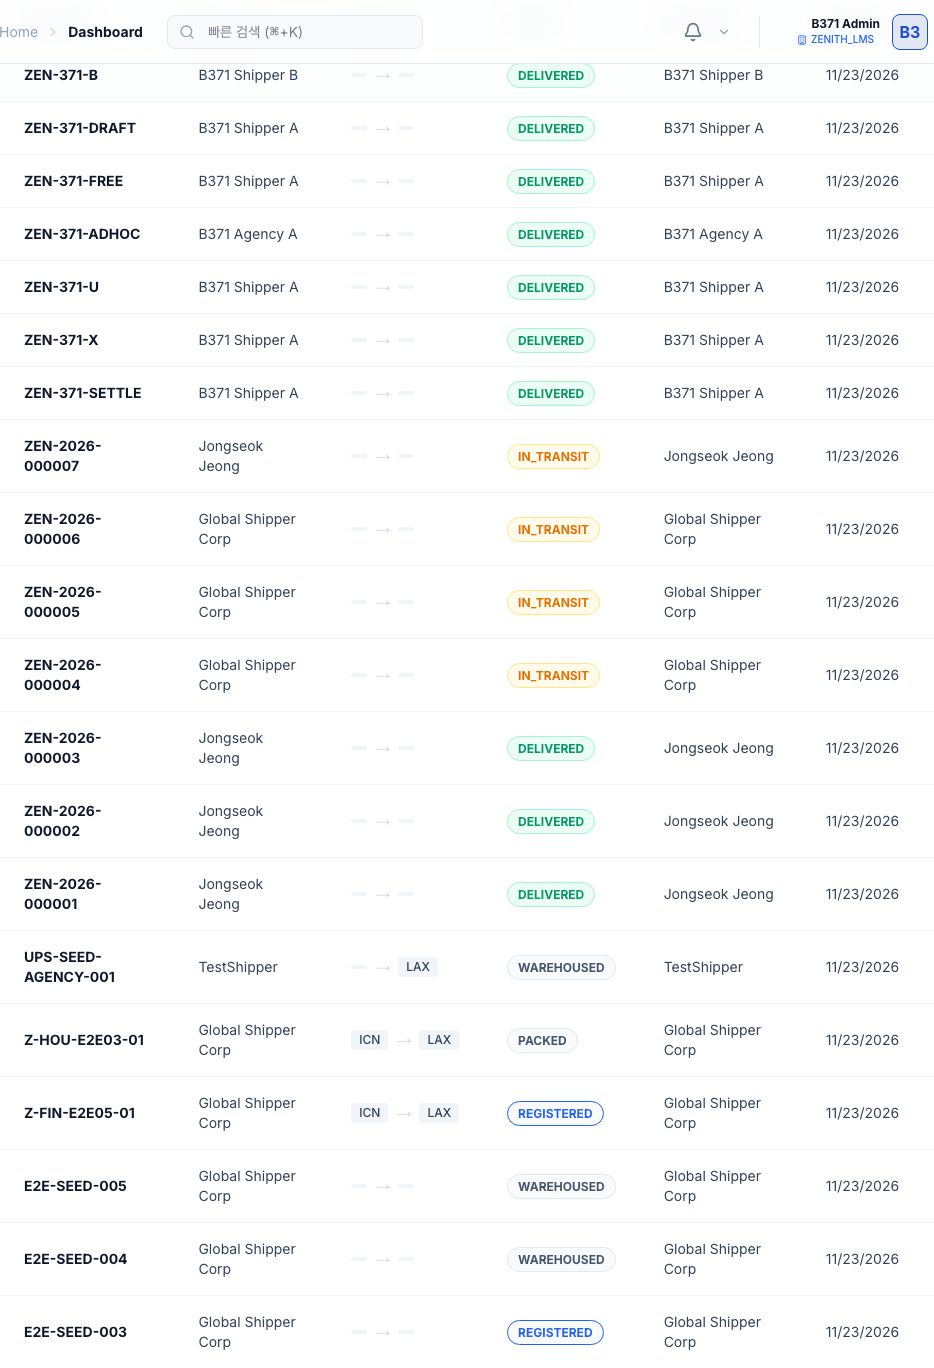 Home > Dashboard
빠른 검색 (⌘+K)
B371 Admin
ZENITH_LMS
B3
ZEN-371-B B371 Shipper B → DELIVERED B371 Shipper B 11/23/2026
ZEN-371-DRAFT B371 Shipper A → DELIVERED B371 Shipper A 11/23/2026
ZEN-371-FREE B371 Shipper A → DELIVERED B371 Shipper A 11/23/2026
ZEN-371-ADHOC B371 Agency A → DELIVERED B371 Agency A 11/23/2026
ZEN-371-U B371 Shipper A → DELIVERED B371 Shipper A 11/23/2026
ZEN-371-X B371 Shipper A → DELIVERED B371 Shipper A 11/23/2026
ZEN-371-SETTLE B371 Shipper A → DELIVERED B371 Shipper A 11/23/2026
ZEN-2026-
000007
Jongseok
Jeong
→ IN_TRANSIT Jongseok Jeong 11/23/2026
ZEN-2026-
000006
Global Shipper
Corp
→ IN_TRANSIT
Global Shipper
Corp
11/23/2026
ZEN-2026-
000005
Global Shipper
Corp
→ IN_TRANSIT
Global Shipper
Corp
11/23/2026
ZEN-2026-
000004
Global Shipper
Corp
→ IN_TRANSIT
Global Shipper
Corp
11/23/2026
ZEN-2026-
000003
Jongseok
Jeong
→ DELIVERED Jongseok Jeong 11/23/2026
ZEN-2026-
000002
Jongseok
Jeong
→ DELIVERED Jongseok Jeong 11/23/2026
ZEN-2026-
000001
Jongseok
Jeong
→ DELIVERED Jongseok Jeong 11/23/2026
UPS-SEED-
AGENCY-001
TestShipper → LAX WAREHOUSED TestShipper 11/23/2026
Z-HOU-E2E03-01
Global Shipper
Corp
ICN → LAX PACKED
Global Shipper
Corp
11/23/2026
Z-FIN-E2E05-01
Global Shipper
Corp
ICN → LAX REGISTERED
Global Shipper
Corp
11/23/2026
E2E-SEED-005
Global Shipper
Corp
→ WAREHOUSED
Global Shipper
Corp
11/23/2026
E2E-SEED-004
Global Shipper
Corp
→ WAREHOUSED
Global Shipper
Corp
11/23/2026
E2E-SEED-003
Global Shipper
Corp
→ REGISTERED
Global Shipper
Corp
11/23/2026